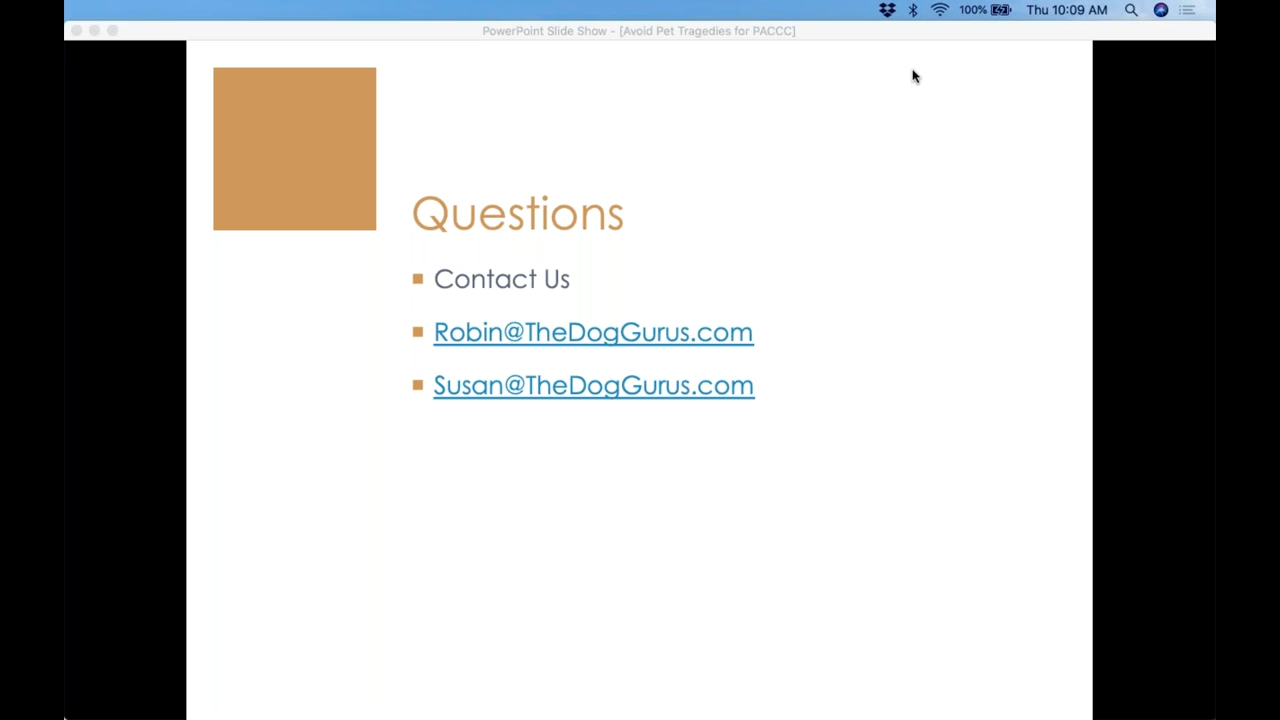 100% Thu 10:09 AM
PowerPoint Slide Show - [Avoid Pet Tragedies for PACCC]
Questions
Contact Us
Robin@TheDogGurus.com
Susan@TheDogGurus.com